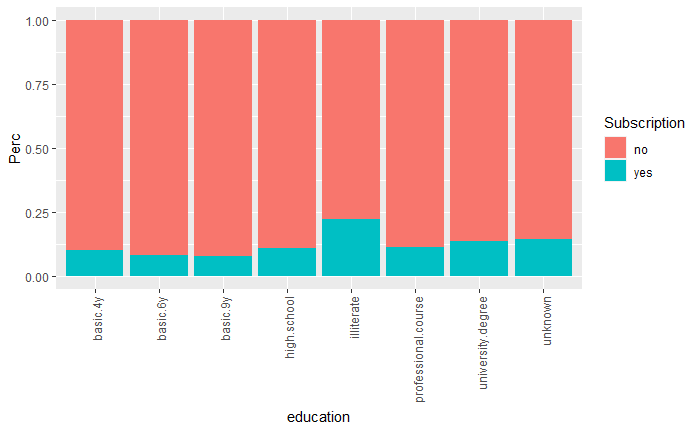 1.00
0.75
0.50
0.25
0.00
Perc
basic.4y
basic.6y
basic.9y
high.school
illiterate
professional.course
university.degree
unknown
education
Subscription
no
yes